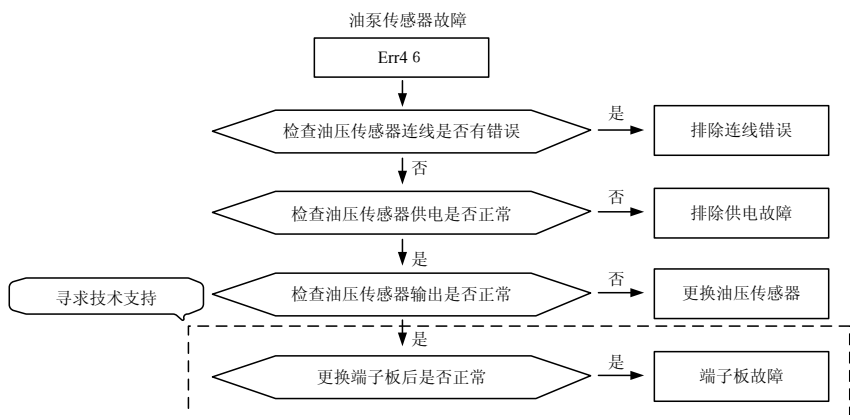 油泵传感器故障
Err4 6
检查油压传感器连线是否有错误
是
排除连线错误
否
检查油压传感器供电是否正常
否
排除供电故障
是
寻求技术支持
检查油压传感器输出是否正常
否
更换油压传感器
是
更换端子板后是否正常
是
端子板故障